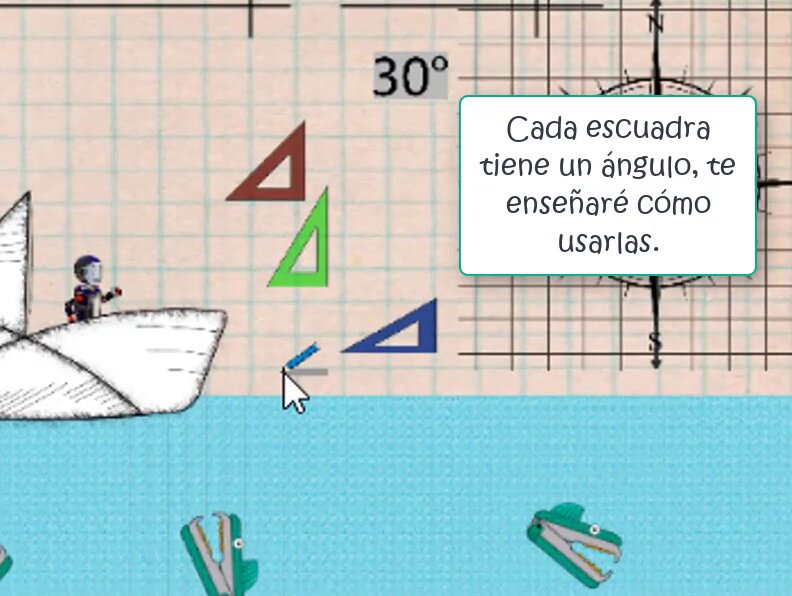 N
30°
Cada escuadra
tiene un ángulo, te
enseñaré cómo
usarlas.
S